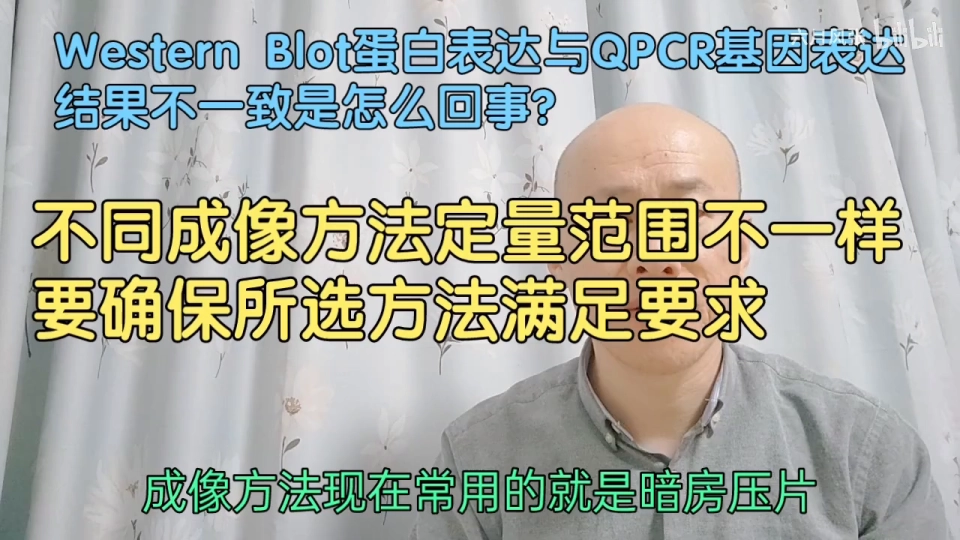 Western Blot蛋白表达与QPCR基因表达
结果不一致是怎么回事？
不同成像方法定量范围不一样
要确保所选方法满足要求
成像方法现在常用的就是暗房压片